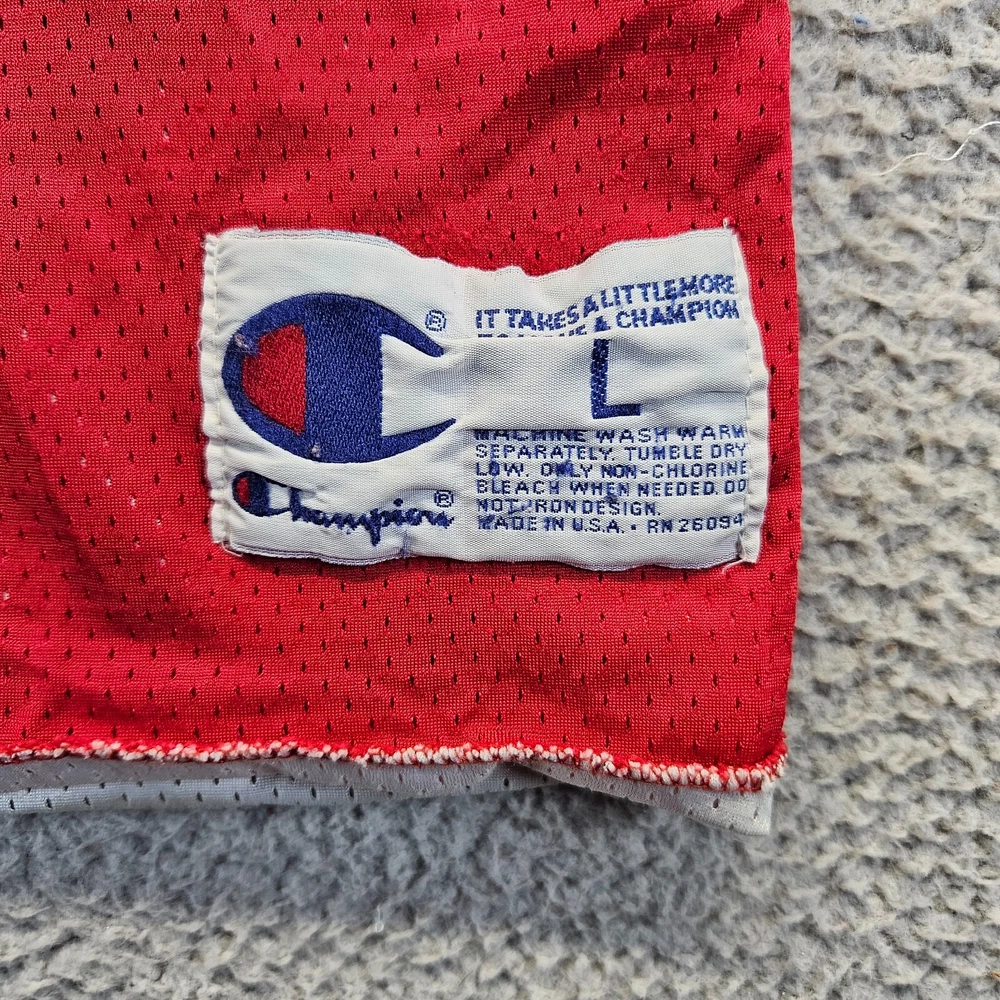 ®
IT TAKES A LITTLE MORE
& CHAMPION
L
MACHINE WASH WARM
SEPARATELY. TUMBLE DRY
LOW. ONLY NON-CHLORINE
BLEACH WHEN NEEDED. DO
NOT IRON DESIGN.
MADE IN U.S.A. • RN 26094
Champion®